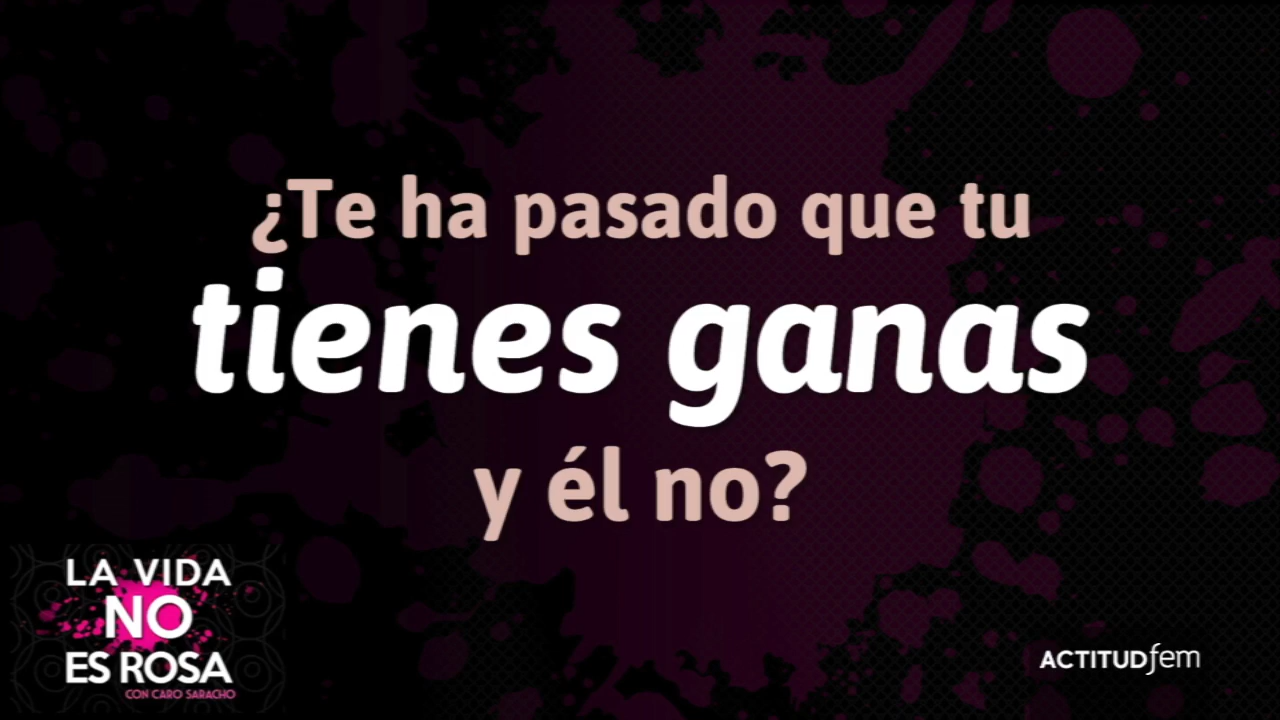 ¿Te ha pasado que tu
tienes ganas
y él no?
LA VIDA
NO
ES ROSA
CON CARO SARACHO
ACTITUDfem